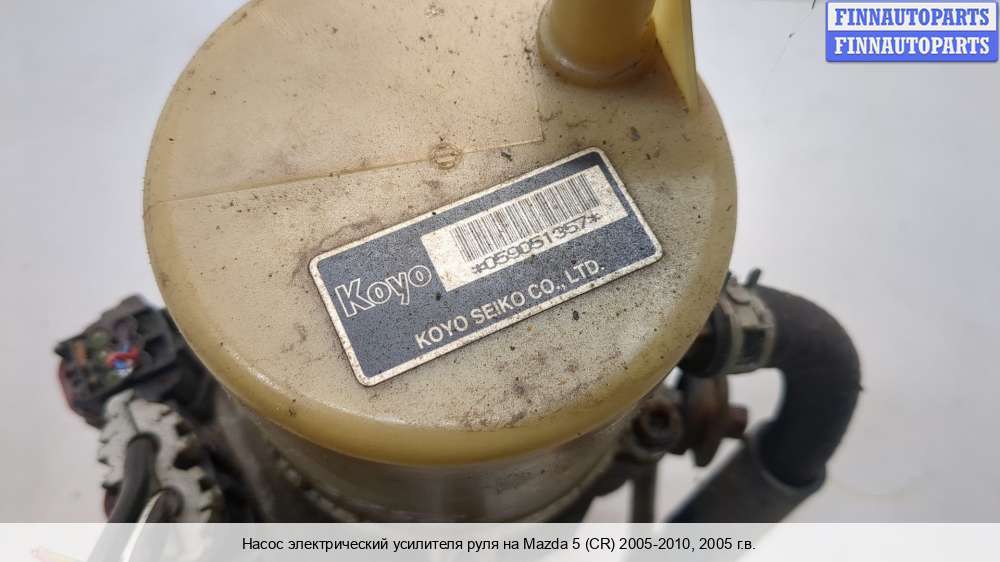 FINNAUTOPARTS
FINNAUTOPARTS
*059051357*
Koyo
KOYO SEIKO CO., LTD.
Насос электрический усилителя руля на Mazda 5 (CR) 2005-2010, 2005 г.в.